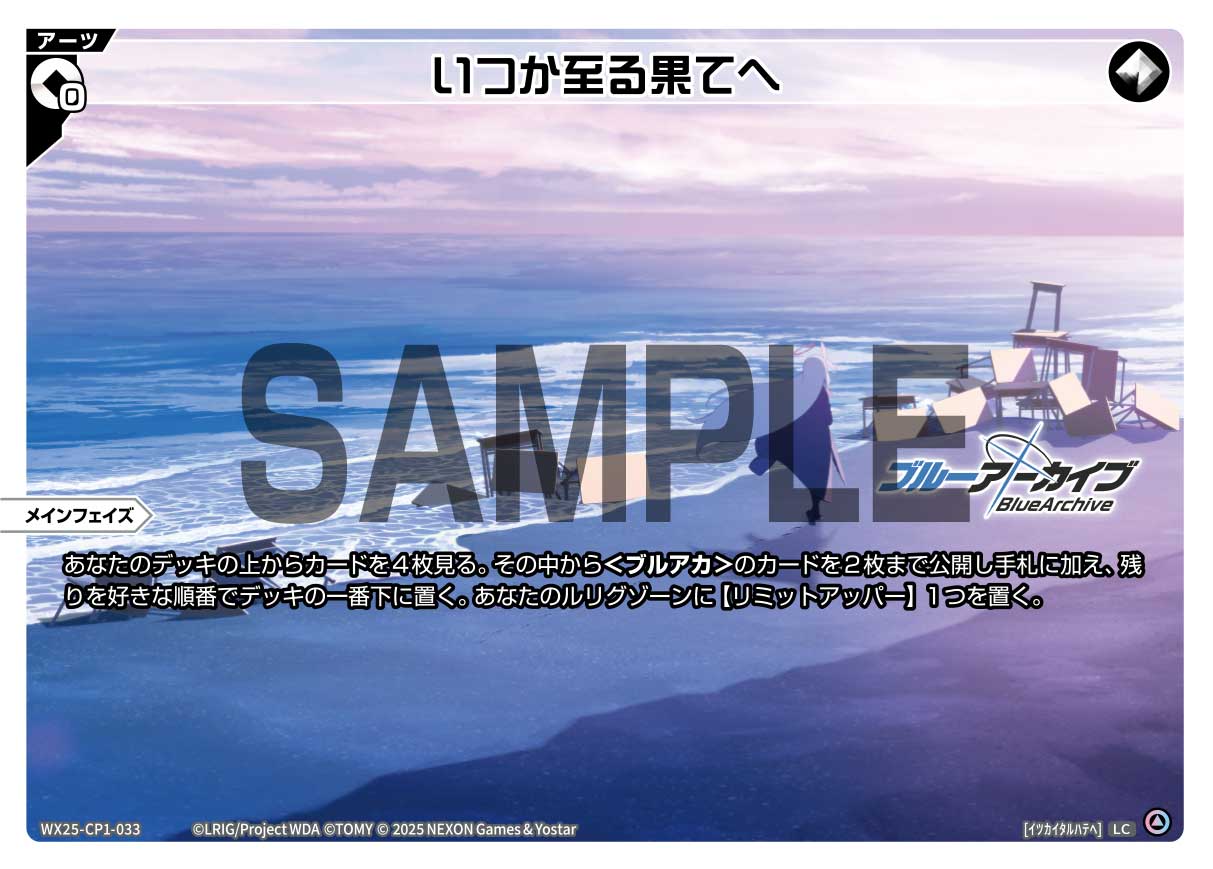 アーツ
いつか至る果てへ
0
SAMPLE
ブルーアーカイブ
BlueArchive
メインフェイズ
あなたのデッキの上からカードを４枚見る。その中から＜ブルアカ＞のカードを２枚まで公開し手札に加え、残
りを好きな順番でデッキの一番下に置く。あなたのルリグゾーンに【リミットアッパー】１つを置く。
WX25-CP1-033 ©LRIG/Project WDA ©TOMY © 2025 NEXON Games & Yostar [ｲﾂｶｲﾀﾙﾊﾃﾍ] LC